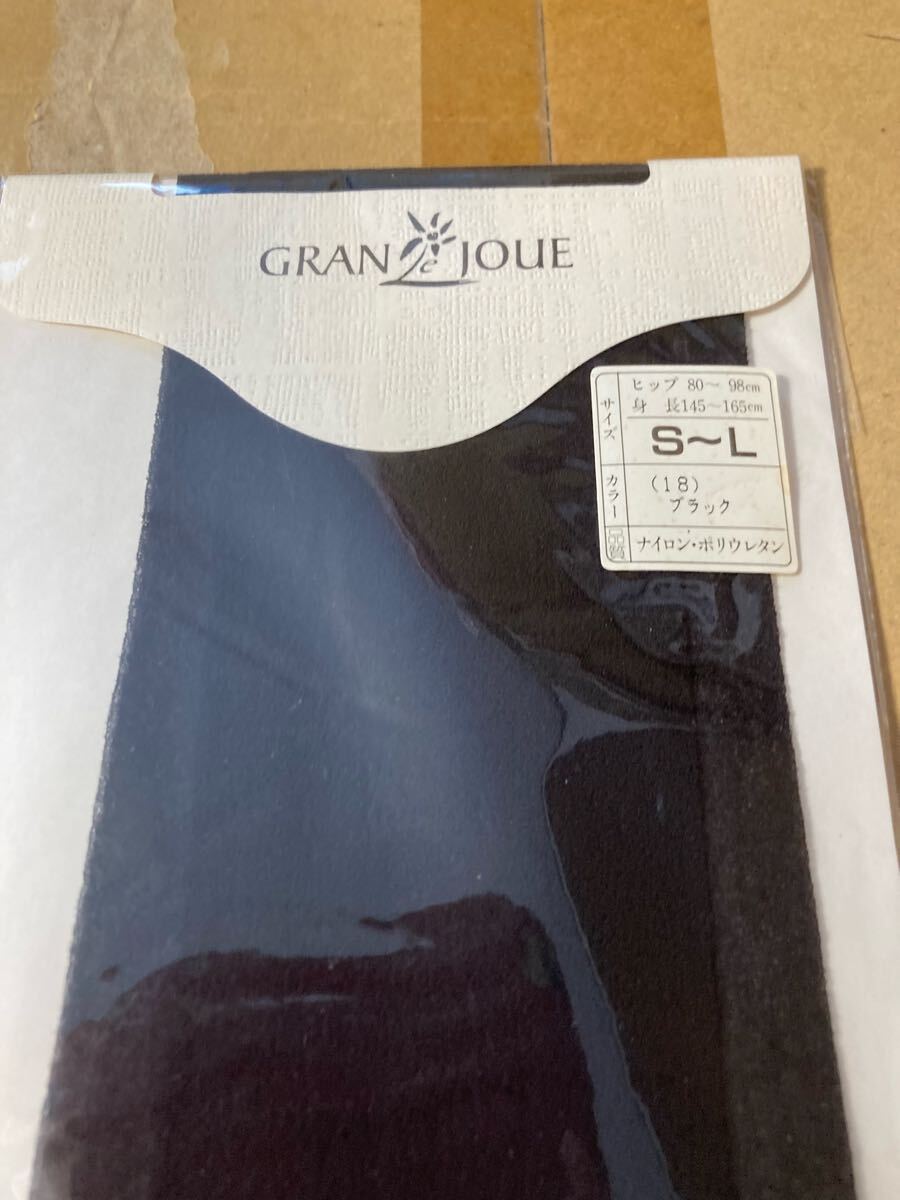 GRAN Le JOUE
サイズ
ヒップ 80〜98cm
身 長145〜165cm
S〜L
カラー
(18)
ブラック
品質
ナイロン・ポリウレタン